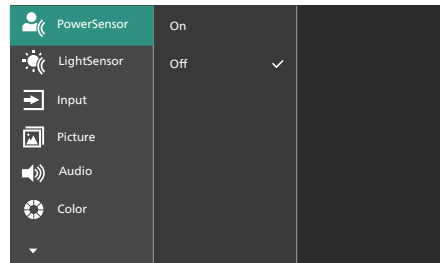 PowerSensor
On
LightSensor
Off
Input
Picture
Audio
Color